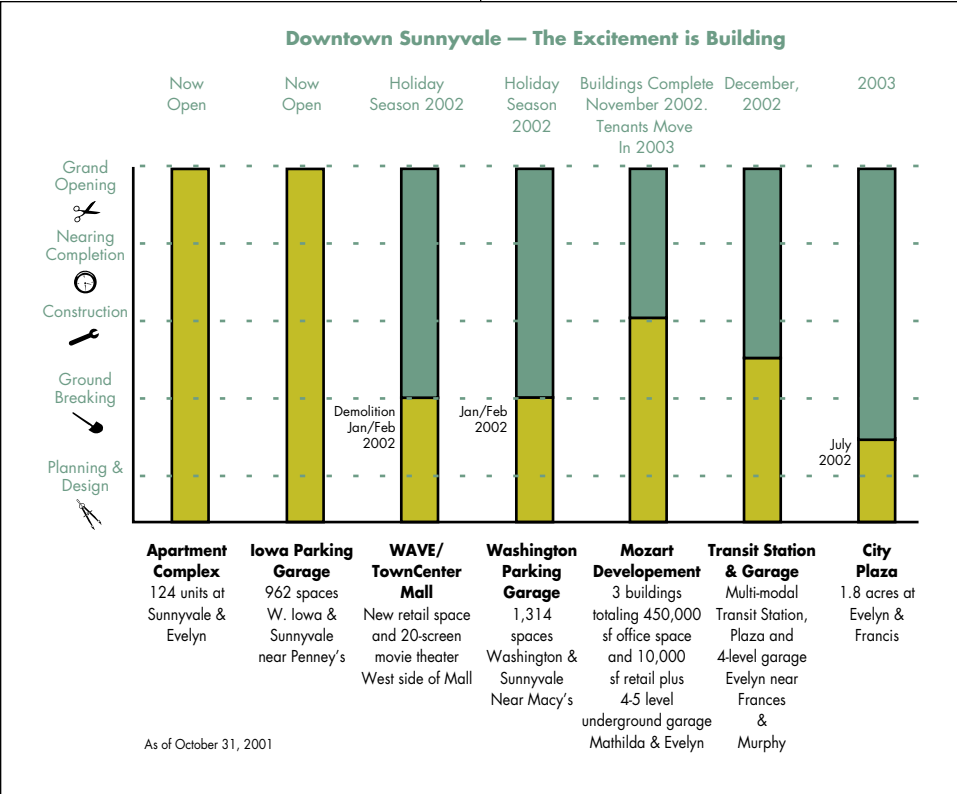 Downtown Sunnyvale — The Excitement is Building
Now
Open
Now
Open
Holiday
Season 2002
Holiday
Season
2002
Buildings Complete
November 2002.
Tenants Move
In 2003
December,
2002
2003
Grand
Opening
Nearing
Completion
Construction
Ground
Breaking
Planning &
Design
Demolition
Jan/Feb
2002
Jan/Feb
2002
July
2002
Apartment
Complex
124 units at
Sunnyvale &
Evelyn
Iowa Parking
Garage
962 spaces
W. Iowa &
Sunnyvale
near Penney's
WAVE/
TownCenter
Mall
New retail space
and 20-screen
movie theater
West side of Mall
Washington
Parking
Garage
1,314
spaces
Washington &
Sunnyvale
Near Macy's
Mozart
Developement
3 buildings
totaling 450,000
sf office space
and 10,000
sf retail plus
4-5 level
underground garage
Mathilda & Evelyn
Transit Station
& Garage
Multi-modal
Transit Station,
Plaza and
4-level garage
Evelyn near
Frances
&
Murphy
City
Plaza
1.8 acres at
Evelyn &
Francis
As of October 31, 2001